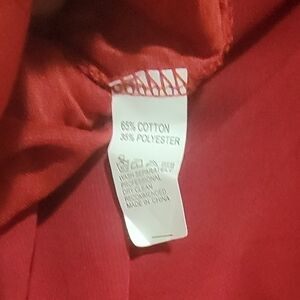 65% COTTON
35% POLYESTER
WASH SEPARATELY
PROFESSIONAL
DRY CLEAN
RECOMMENDED
MADE IN CHINA